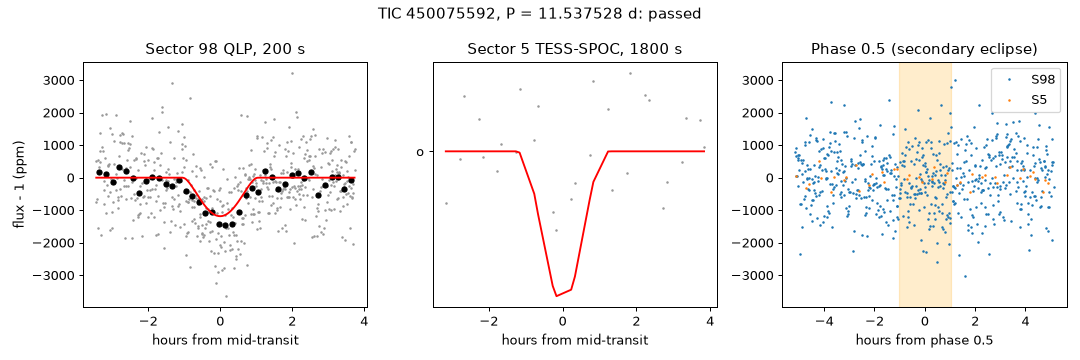 TIC 450075592, P = 11.537528 d: passed
Sector 98 QLP, 200 s
flux - 1 (ppm)
3000
2000
1000
0
−1000
−2000
−3000
−2
0
2
4
hours from mid-transit
Sector 5 TESS-SPOC, 1800 s
0
−2
0
2
4
hours from mid-transit
Phase 0.5 (secondary eclipse)
S98
S5
3000
2000
1000
0
−1000
−2000
−3000
−4
−2
0
2
4
hours from phase 0.5